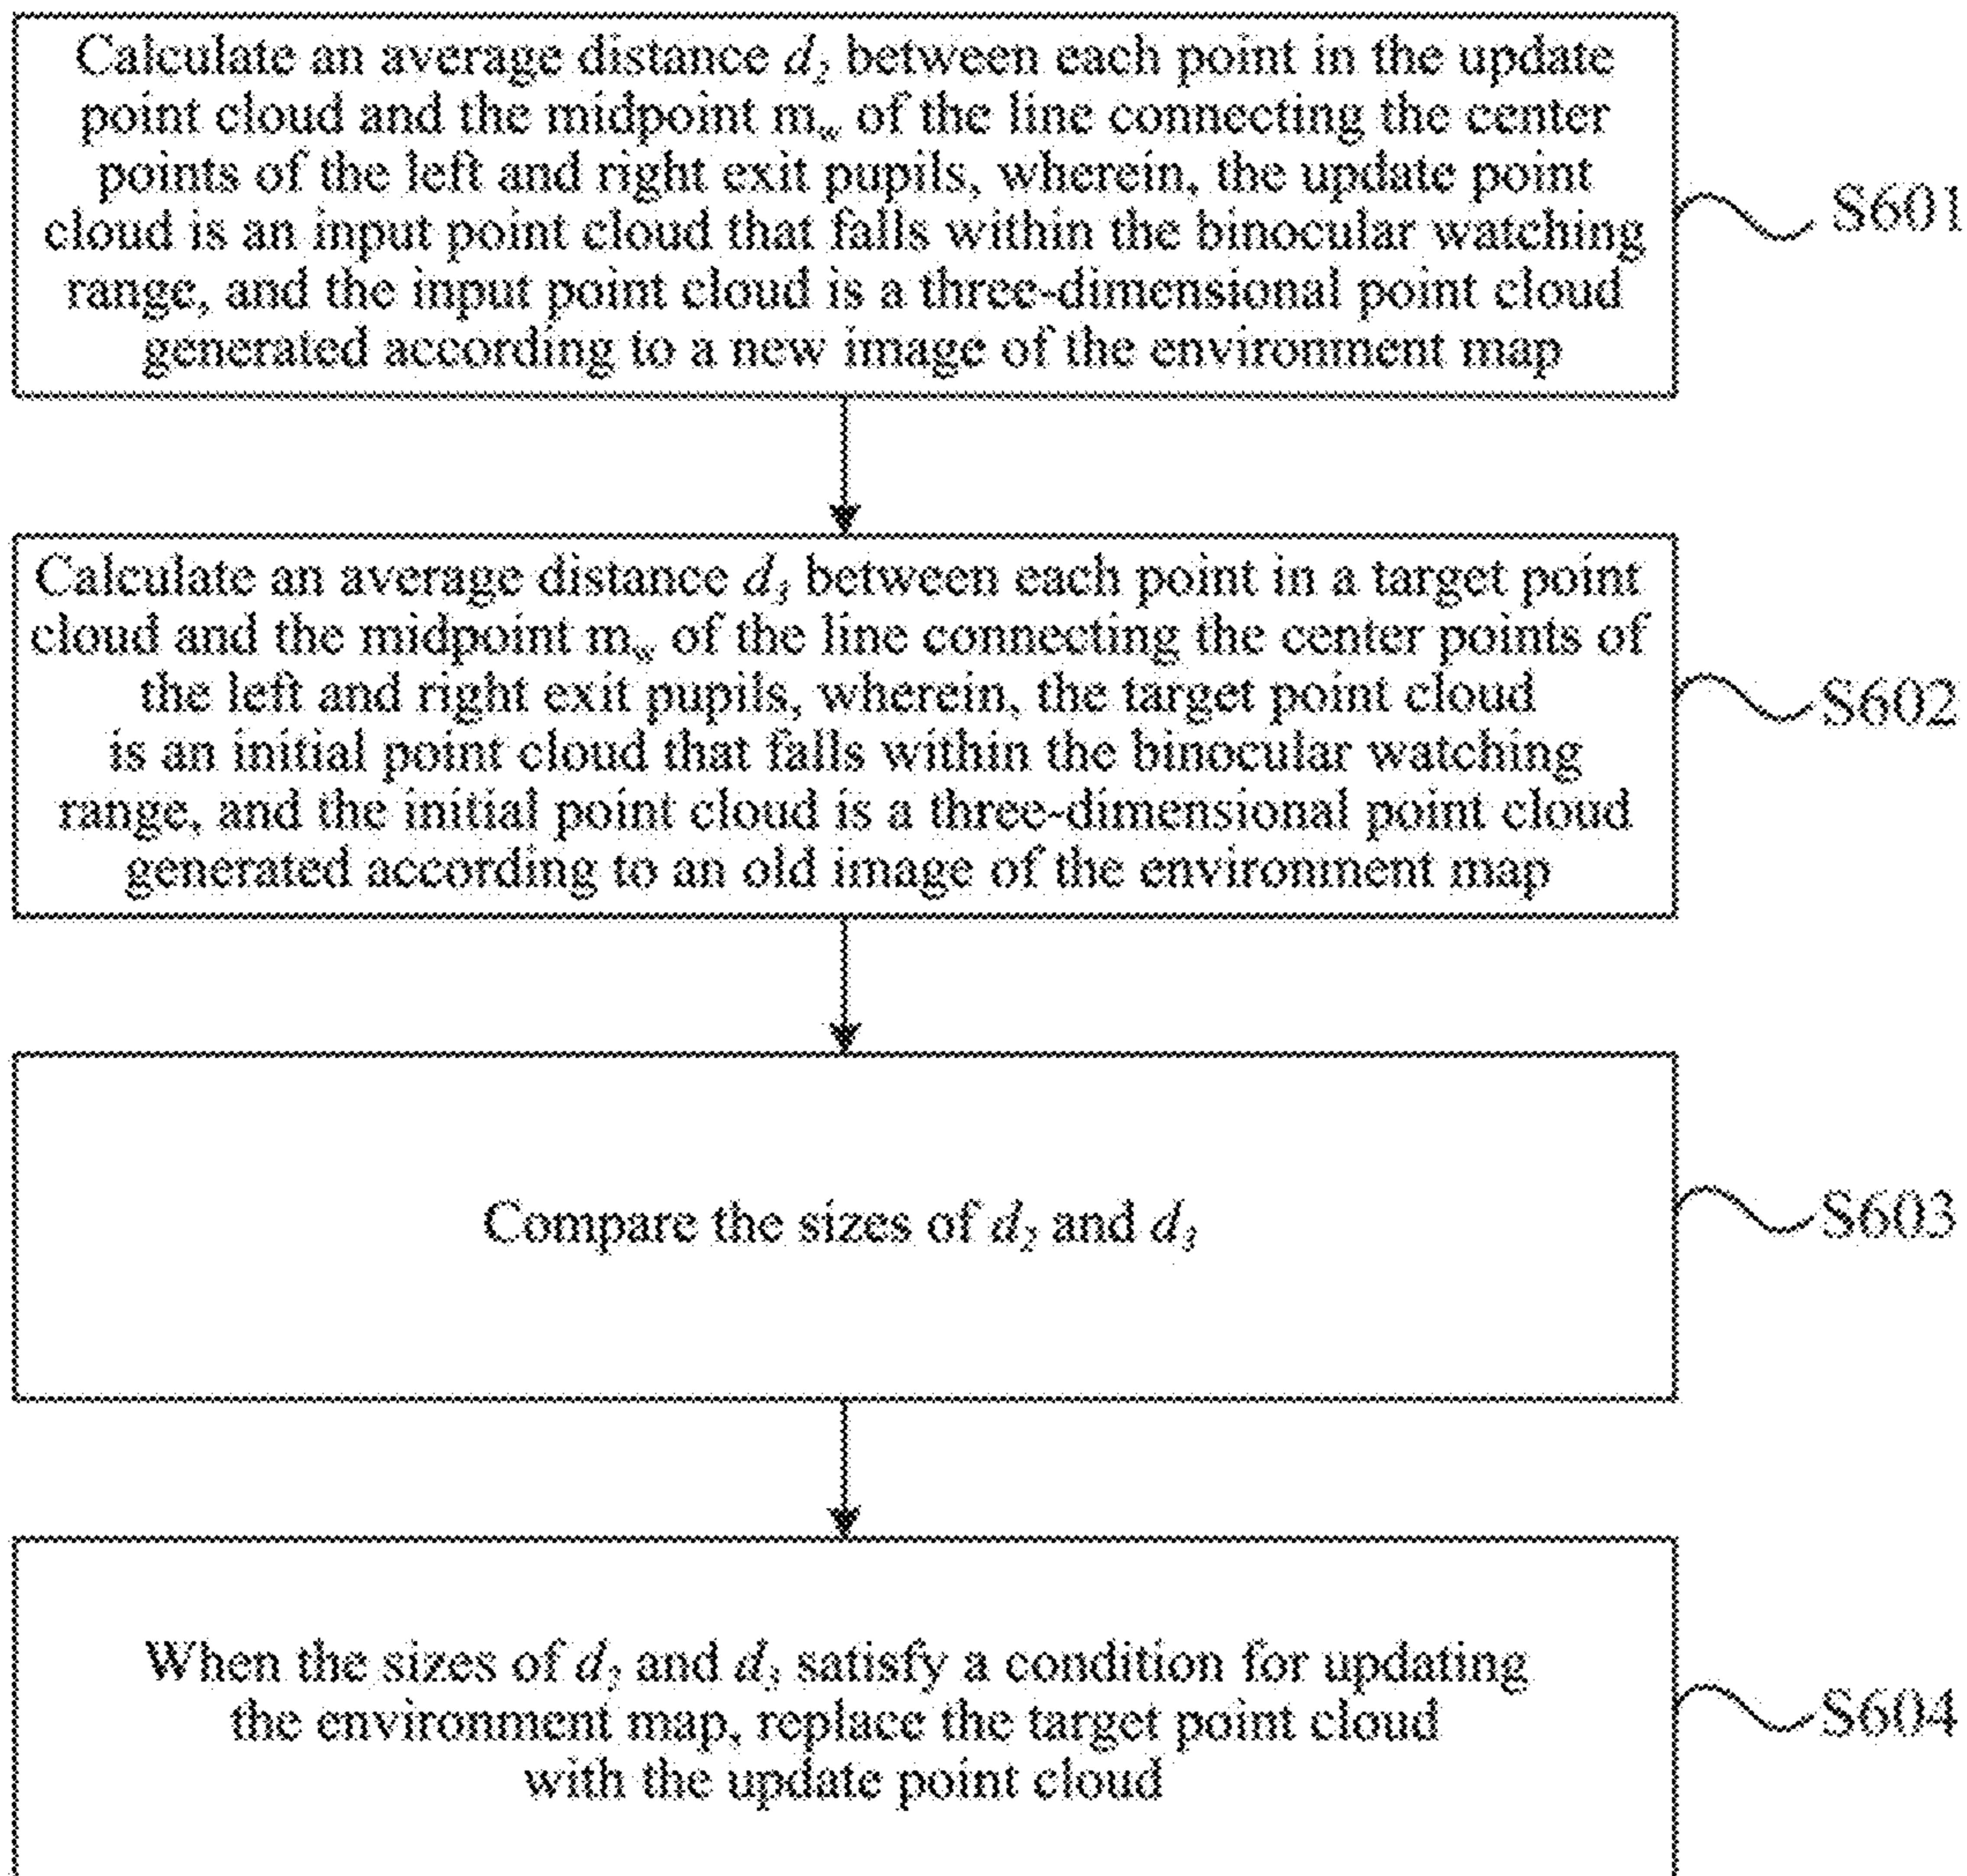 Calculate an average distance d₂ between each point in the update
point cloud and the midpoint m_w of the line connecting the center
points of the left and right exit pupils, wherein, the update point
cloud is an input point cloud that falls within the binocular watching
range, and the input point cloud is a three-dimensional point cloud
generated according to a new image of the environment map
S601
Calculate an average distance d₃ between each point in a target point
cloud and the midpoint m_w of the line connecting the center points of
the left and right exit pupils, wherein, the target point cloud
is an initial point cloud that falls within the binocular watching
range, and the initial point cloud is a three-dimensional point cloud
generated according to an old image of the environment map
S602
Compare the sizes of d₂ and d₃
S603
When the sizes of d₂ and d₃ satisfy a condition for updating
the environment map, replace the target point cloud
with the update point cloud
S604